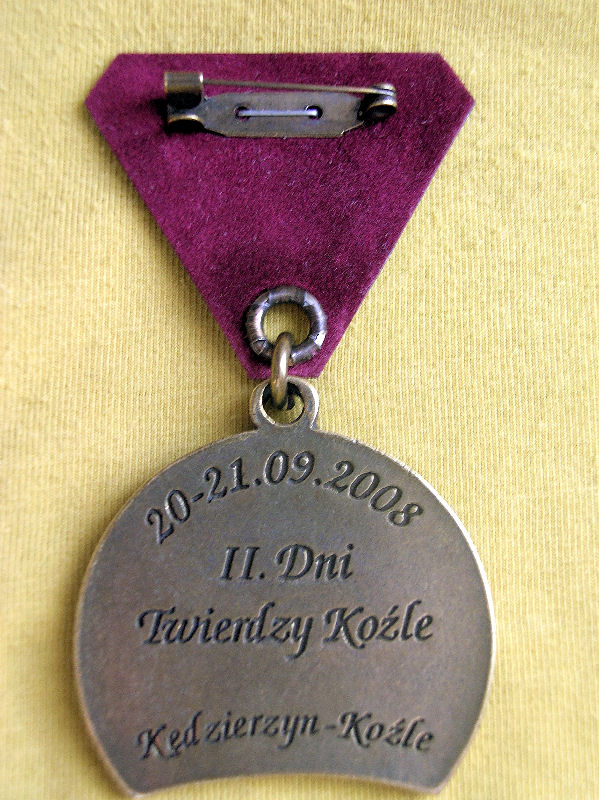 20-21.09.2008
II. Dni
Twierdzy Koźle
Kędzierzyn-Koźle